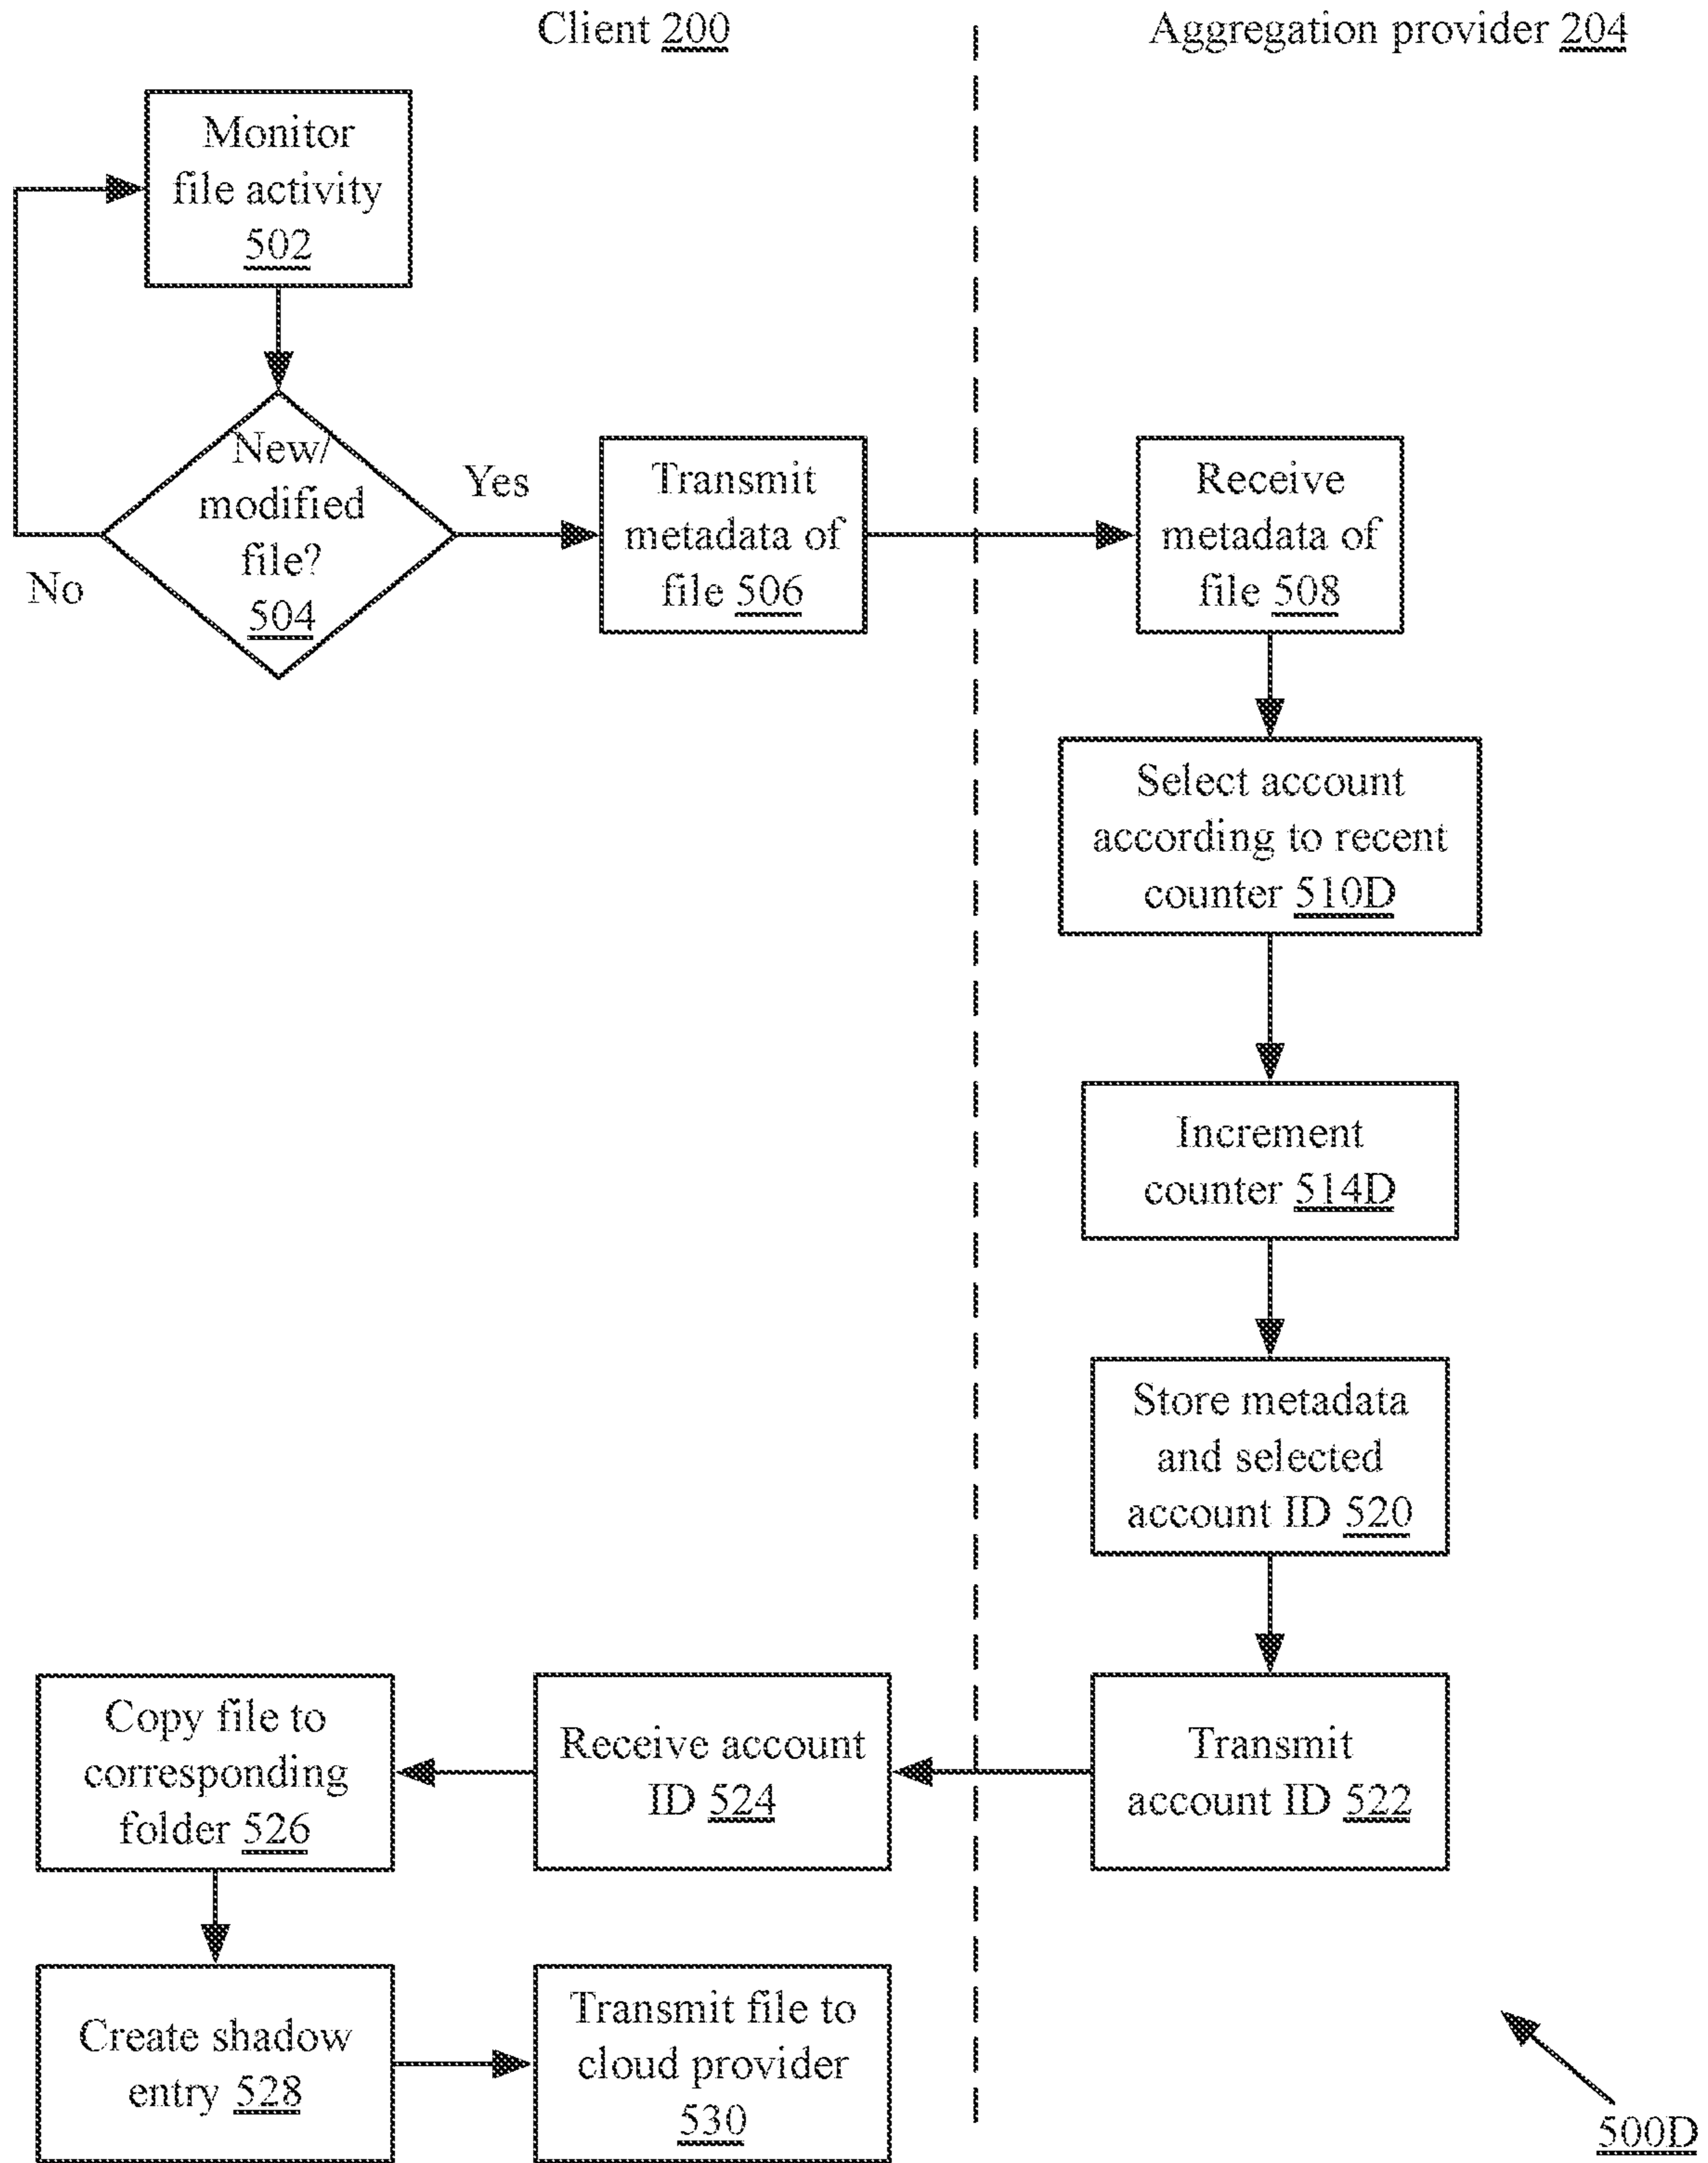 Client 200
Aggregation provider 204
Monitor
file activity
502
New/
modified
file?
504
Yes
No
Transmit
metadata of
file 506
Receive
metadata of
file 508
Select account
according to recent
counter 510D
Increment
counter 514D
Store metadata
and selected
account ID 520
Transmit
account ID 522
Receive account
ID 524
Copy file to
corresponding
folder 526
Create shadow
entry 528
Transmit file to
cloud provider
530
500D